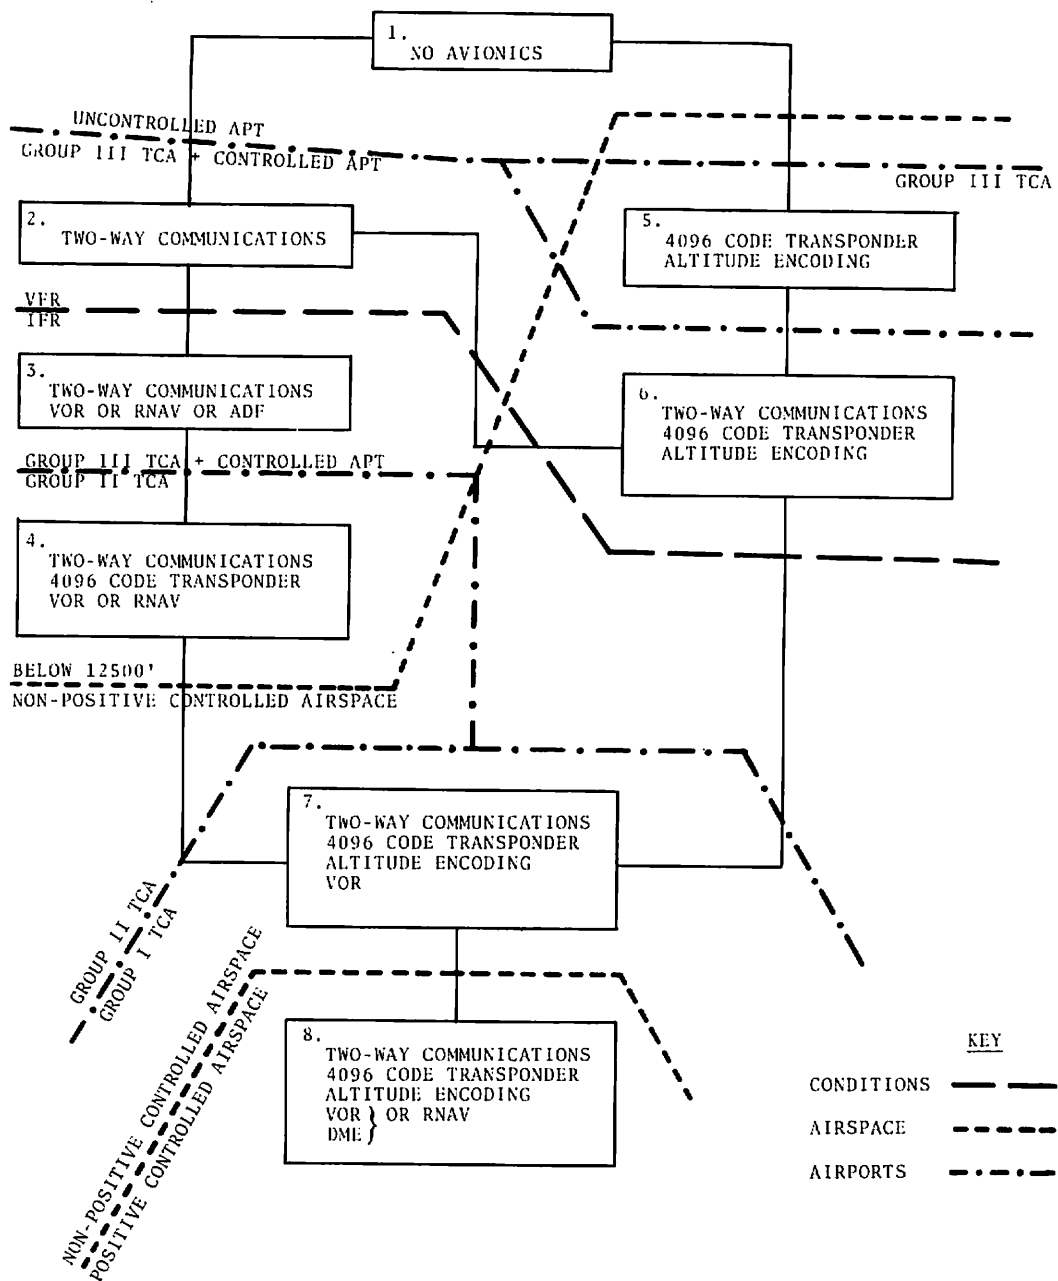 1.
NO AVIONICS
UNCONTROLLED APT
GROUP III TCA + CONTROLLED APT
GROUP III TCA
2.
TWO-WAY COMMUNICATIONS
5.
4096 CODE TRANSPONDER
ALTITUDE ENCODING
VFR
IFR
3.
TWO-WAY COMMUNICATIONS
VOR OR RNAV OR ADF
6.
TWO-WAY COMMUNICATIONS
4096 CODE TRANSPONDER
ALTITUDE ENCODING
GROUP III TCA + CONTROLLED APT
GROUP II TCA
4.
TWO-WAY COMMUNICATIONS
4096 CODE TRANSPONDER
VOR OR RNAV
BELOW 12500'
NON-POSITIVE CONTROLLED AIRSPACE
7.
TWO-WAY COMMUNICATIONS
4096 CODE TRANSPONDER
ALTITUDE ENCODING
VOR
GROUP II TCA
GROUP I TCA
NON-POSITIVE CONTROLLED AIRSPACE
POSITIVE CONTROLLED AIRSPACE
8.
TWO-WAY COMMUNICATIONS
4096 CODE TRANSPONDER
ALTITUDE ENCODING
VOR } OR RNAV
DME
KEY
CONDITIONS
AIRSPACE
AIRPORTS